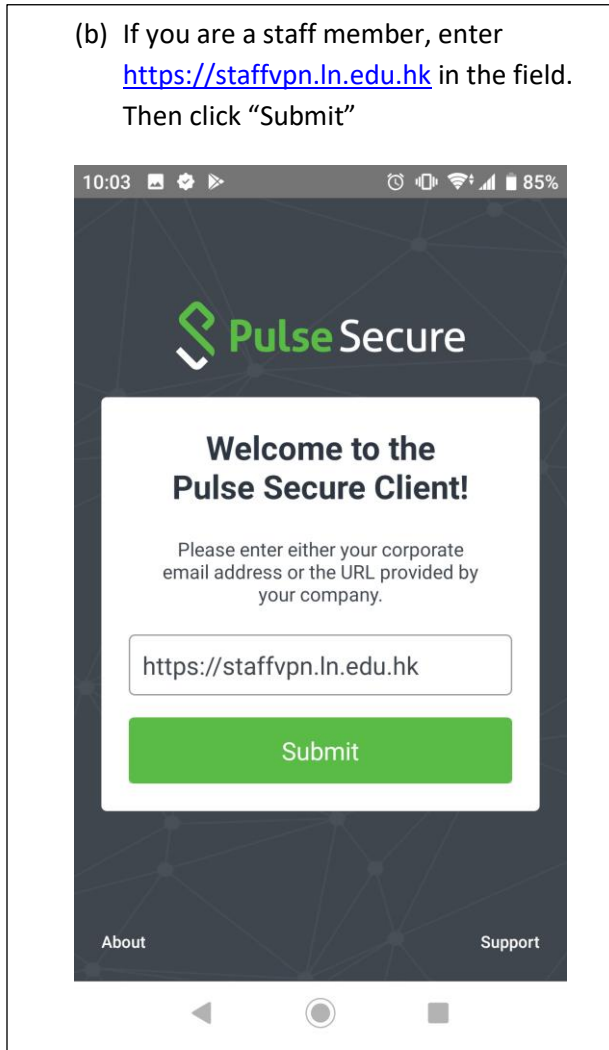 (b) If you are a staff member, enter
https://staffvpn.ln.edu.hk in the field.
Then click “Submit”
10:03
85%
Pulse Secure
Welcome to the
Pulse Secure Client!
Please enter either your corporate
email address or the URL provided by
your company.
https://staffvpn.ln.edu.hk
Submit
About
Support